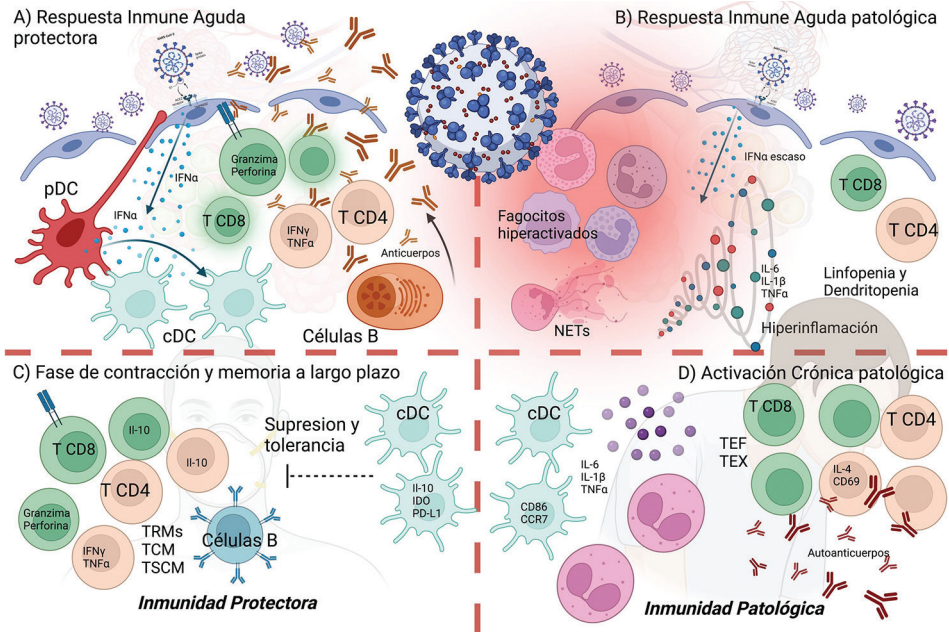 A) Respuesta Inmune Aguda
protectora
pDC
IFNα
IFNα
Granzima
Perforina
T CD8
IFNγ
TNFα
T CD4
Anticuerpos
cDC
Células B
B) Respuesta Inmune Aguda patológica
IFNα escaso
T CD8
T CD4
Fagocitos
hiperactivados
NETs
IL-6
IL-1β
TNFα
Linfopenia y
Dendritopenia
Hiperinflamación
C) Fase de contracción y memoria a largo plazo
T CD8
Il-10
Il-10
T CD4
Granzima
Perforina
IFNγ
TNFα
TRMs
TCM
TSCM
Células B
Supresion y
tolerancia
cDC
Il-10
IDO
PD-L1
Inmunidad Protectora
D) Activación Crónica patológica
cDC
IL-6
IL-1β
TNFα
CD86
CCR7
T CD8
T CD4
TEF
TEX
IL-4
CD69
Autoanticuerpos
Inmunidad Patológica